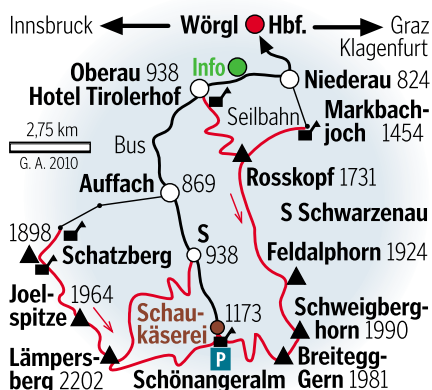 Innsbruck Wörgl Hbf. Graz
Klagenfurt
Oberau 938 Info
Hotel Tirolerhof
Niederau 824
Seilbahn
Markbach-
joch 1454
2,75 km
G. A. 2010
Bus
Rosskopf 1731
Auffach 869
S Schwarzenau
1898
Schatzberg
S
938
Feldalphorn 1924
Joel-
spitze 1964
Schau-
käserei
1173
Schweigberg-
horn 1990
Lämpers-
berg 2202
P
Schönangeralm
Breitegg-
Gern 1981